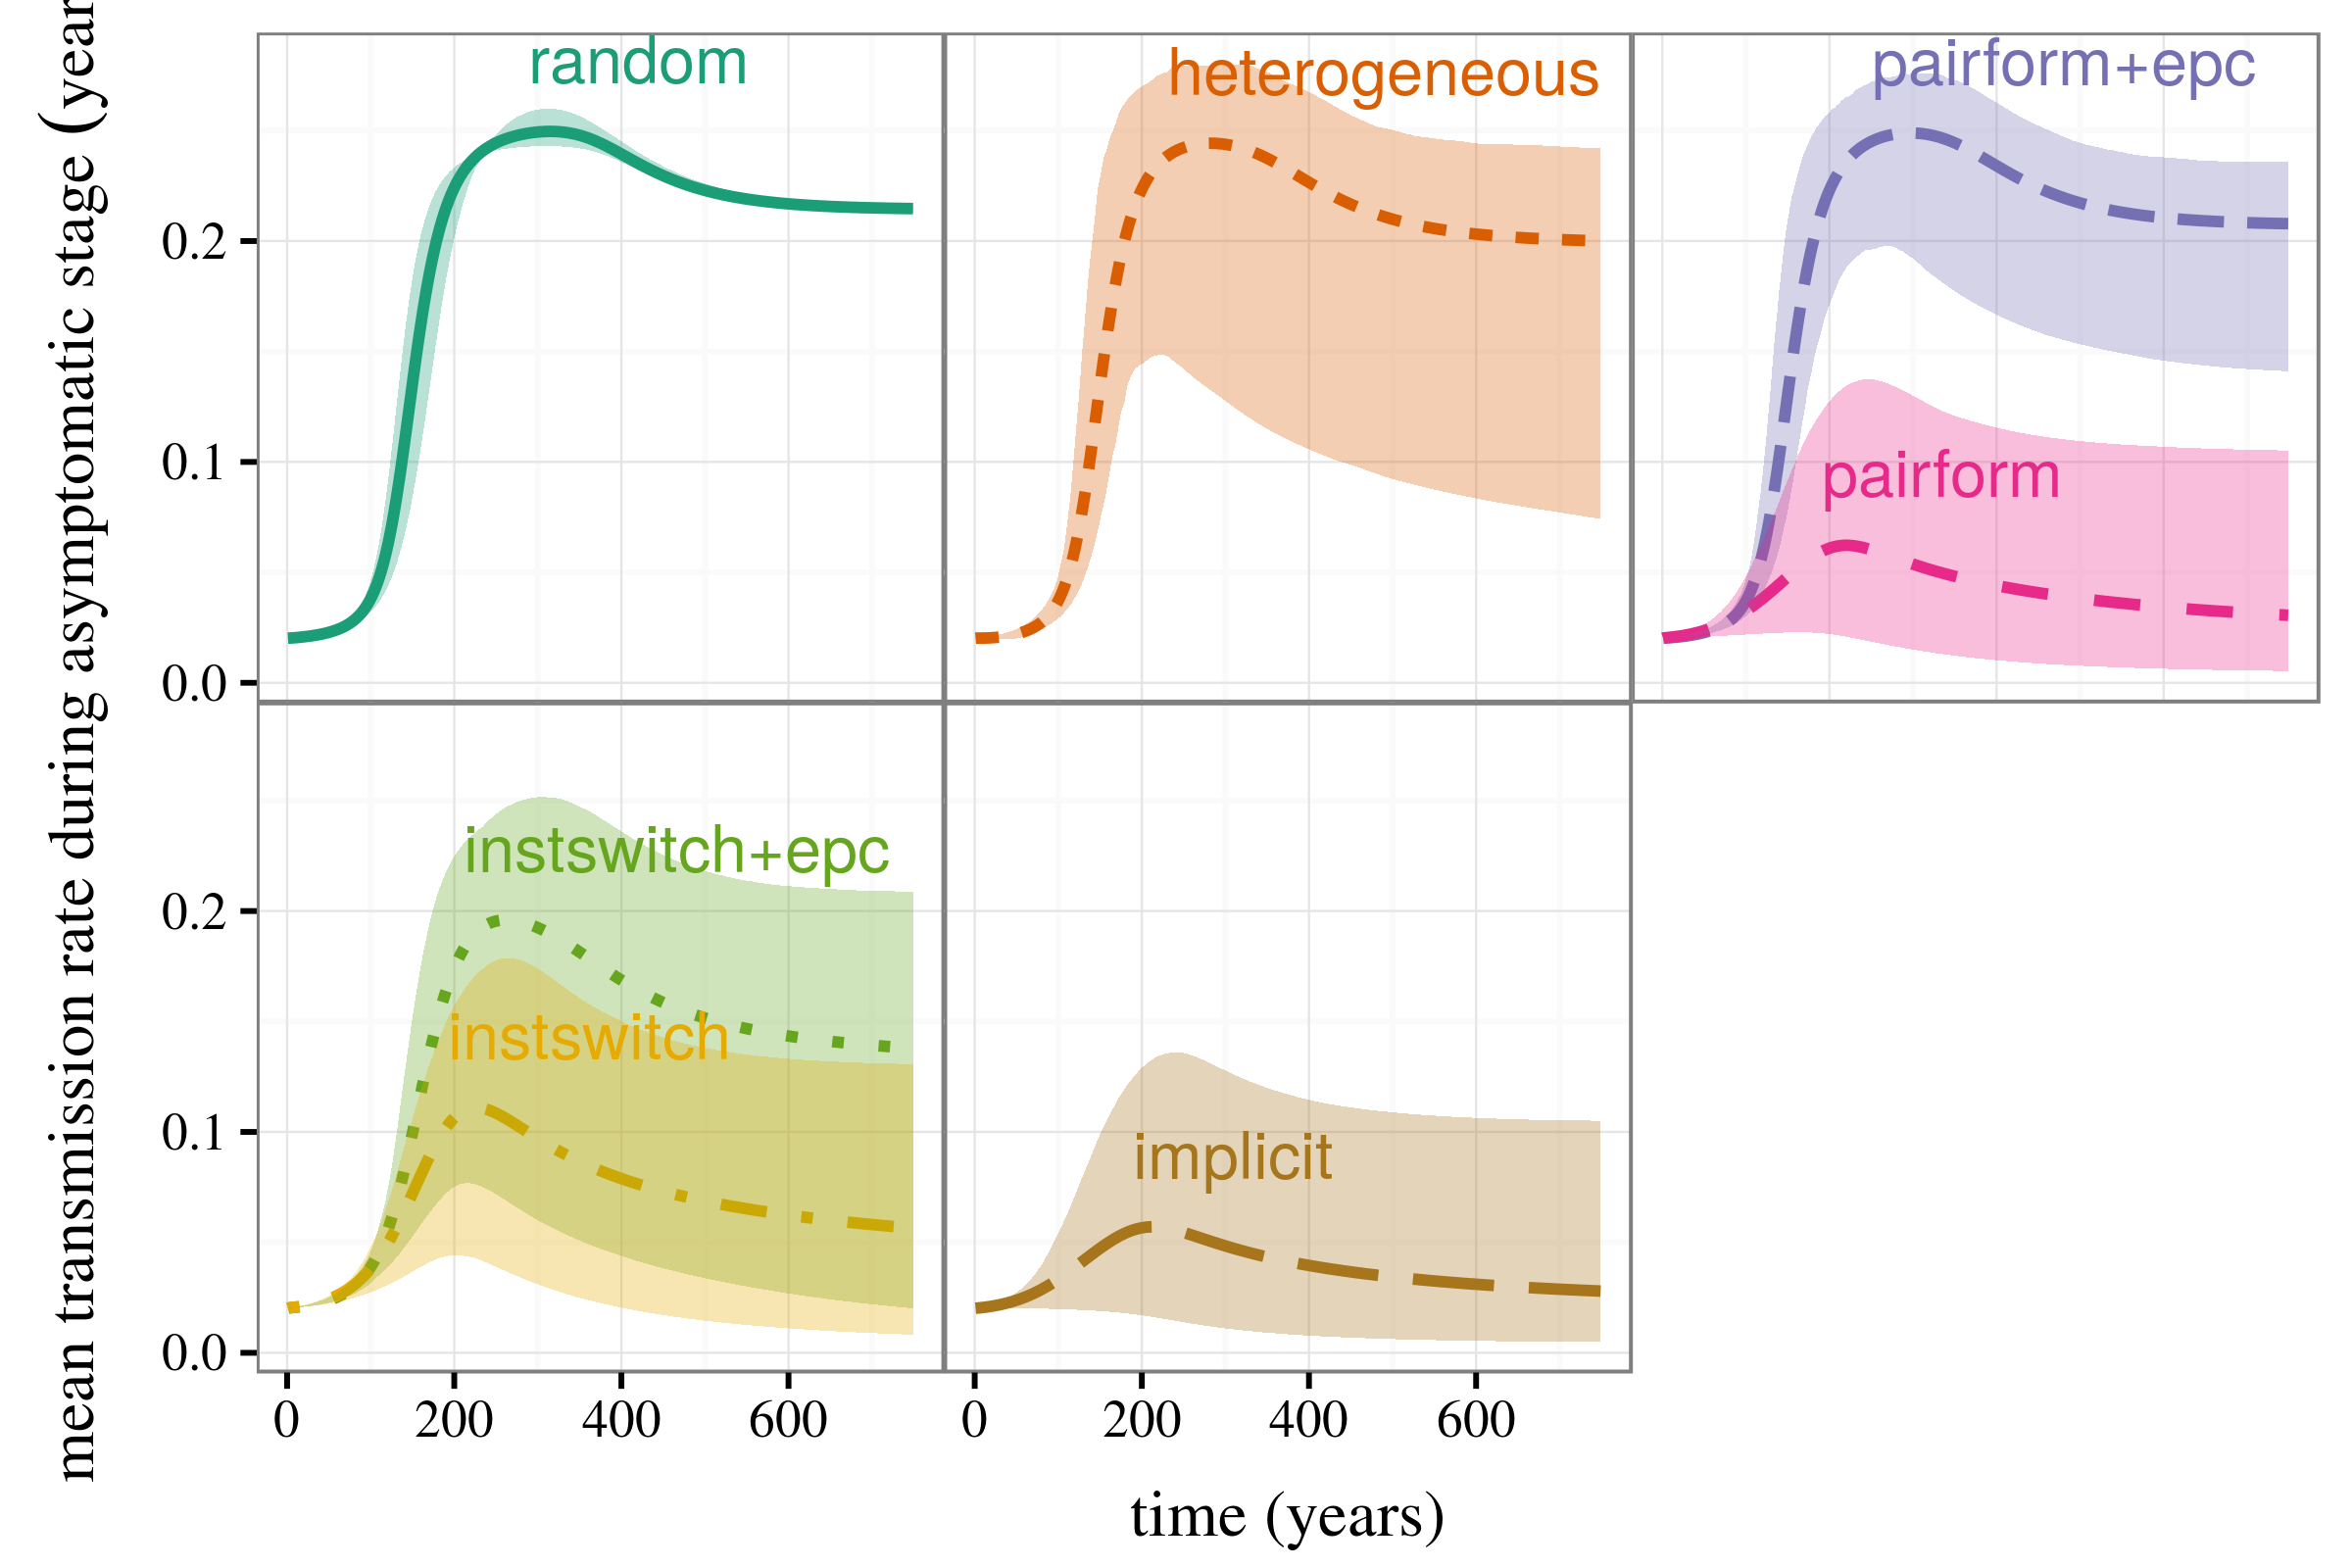 mean transmission rate during asymptomatic stage (year
random
heterogeneous
pairform+epc
pairform
0.2
0.1
0.0
instswitch+epc
instswitch
implicit
0.2
0.1
0.0
0 200 400 600
0 200 400 600
time (years)